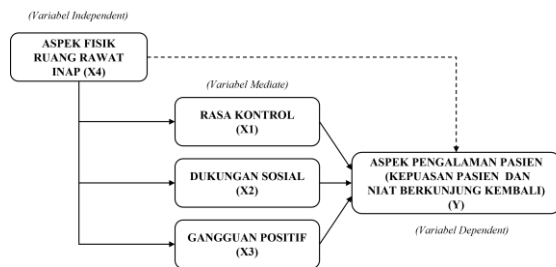 (Variabel Independent)
ASPEK FISIK
RUANG RAWAT
INAP (X4)
(Variabel Mediate)
RASA KONTROL
(X1)
DUKUNGAN SOSIAL
(X2)
GANGGUAN POSITIF
(X3)
ASPEK PENGALAMAN PASIEN
(KEPUASAN PASIEN DAN
NIAT BERKUNJUNG KEMBALI)
(Y)
(Variabel Dependent)